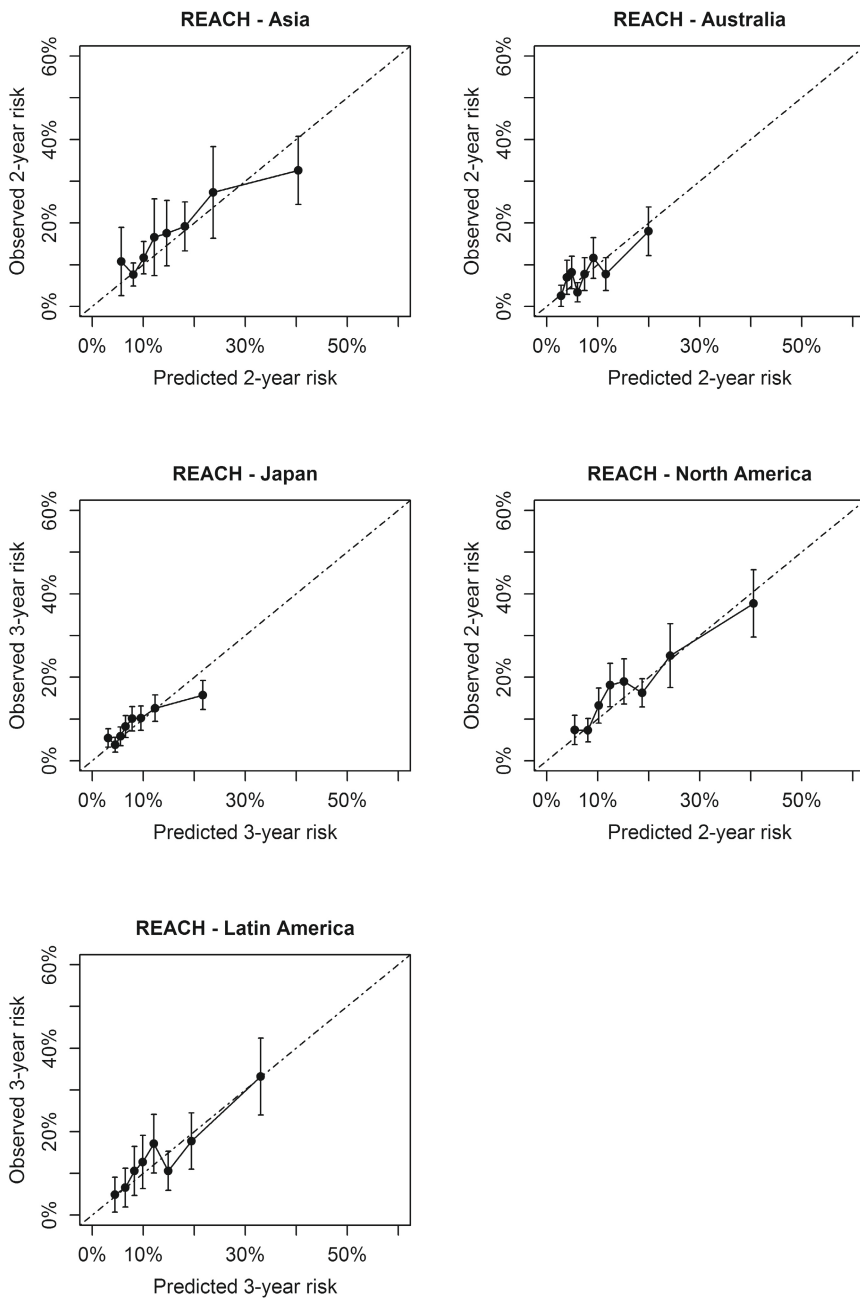 REACH - Asia
60%
40%
20%
0%
Observed 2-year risk
0% 10% 30% 50%
Predicted 2-year risk
REACH - Australia
60%
40%
20%
0%
Observed 2-year risk
0% 10% 30% 50%
Predicted 2-year risk
REACH - Japan
60%
40%
20%
0%
Observed 3-year risk
0% 10% 30% 50%
Predicted 3-year risk
REACH - North America
60%
40%
20%
0%
Observed 2-year risk
0% 10% 30% 50%
Predicted 2-year risk
REACH - Latin America
60%
40%
20%
0%
Observed 3-year risk
0% 10% 30% 50%
Predicted 3-year risk